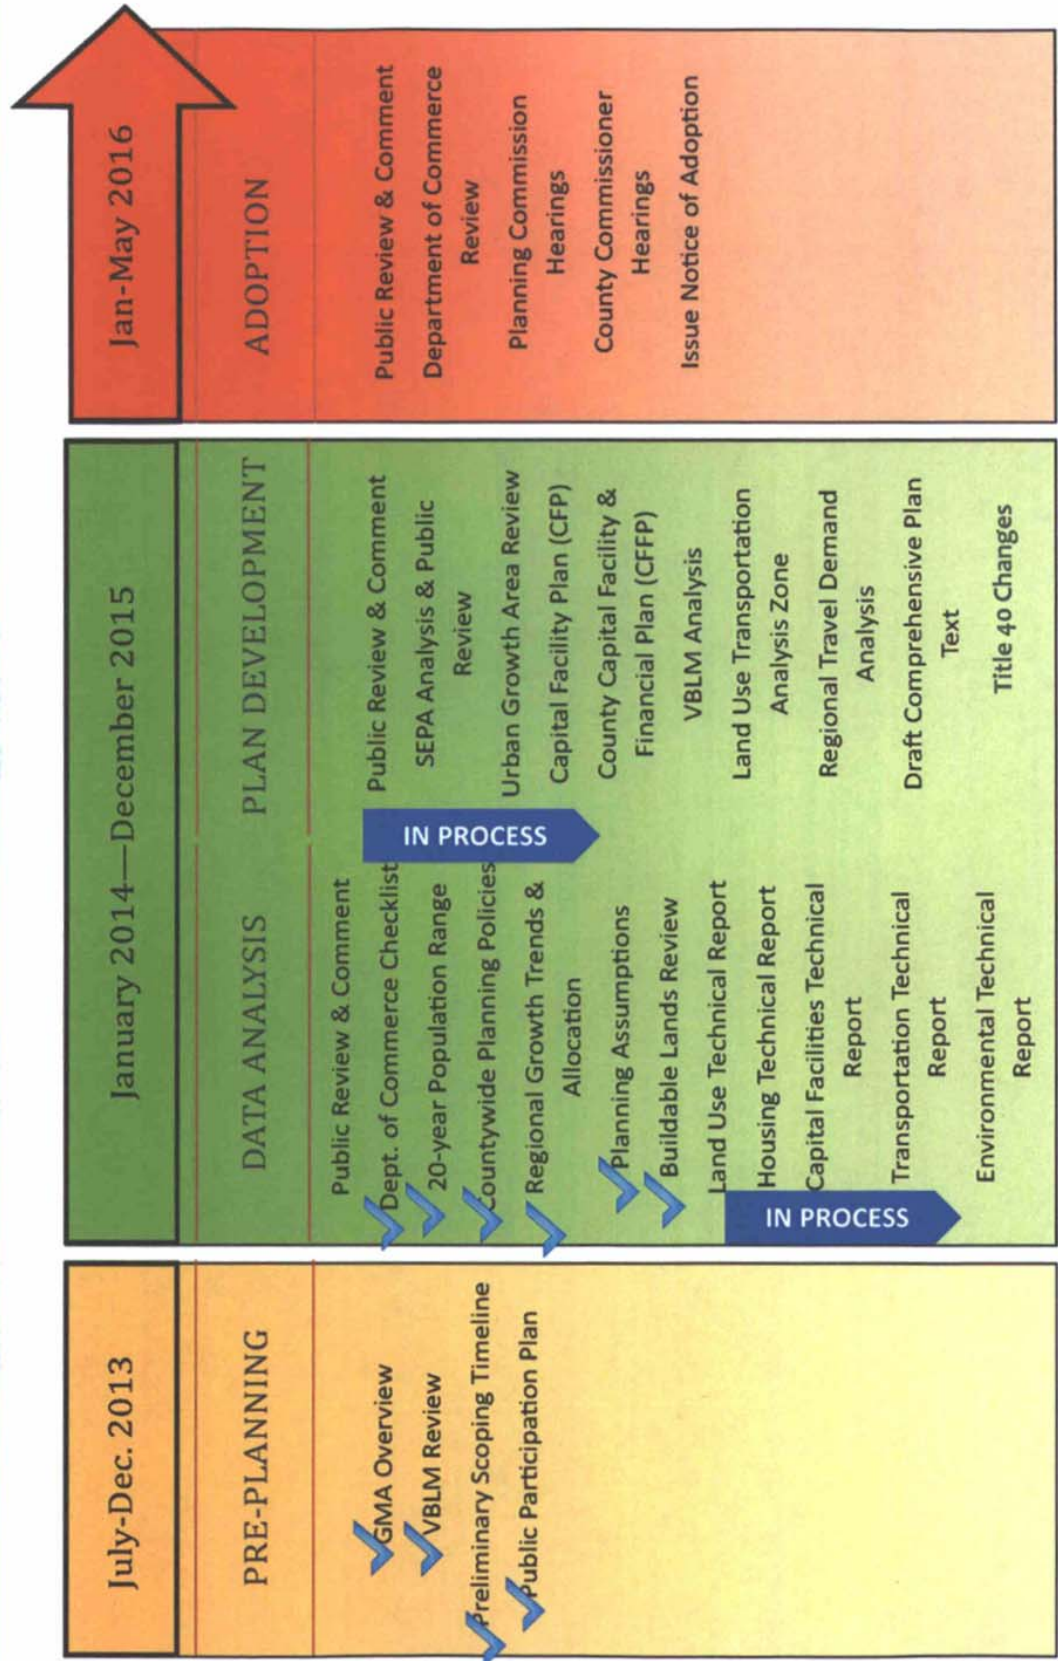 July-Dec. 2013
PRE-PLANNING
GMA Overview
VBLM Review
Preliminary Scoping Timeline
Public Participation Plan
January 2014—December 2015
DATA ANALYSIS
Public Review & Comment
Dept. of Commerce Checklist
20-year Population Range
Countywide Planning Policies
Regional Growth Trends &
Allocation
Planning Assumptions
Buildable Lands Review
Land Use Technical Report
Housing Technical Report
Capital Facilities Technical
Report
Transportation Technical
Report
Environmental Technical
Report
IN PROCESS
PLAN DEVELOPMENT
Public Review & Comment
SEPA Analysis & Public
Review
Urban Growth Area Review
Capital Facility Plan (CFP)
County Capital Facility &
Financial Plan (CFFP)
VBLM Analysis
Land Use Transportation
Analysis Zone
Regional Travel Demand
Analysis
Draft Comprehensive Plan
Text
Title 40 Changes
IN PROCESS
Jan-May 2016
ADOPTION
Public Review & Comment
Department of Commerce
Review
Planning Commission
Hearings
County Commissioner
Hearings
Issue Notice of Adoption